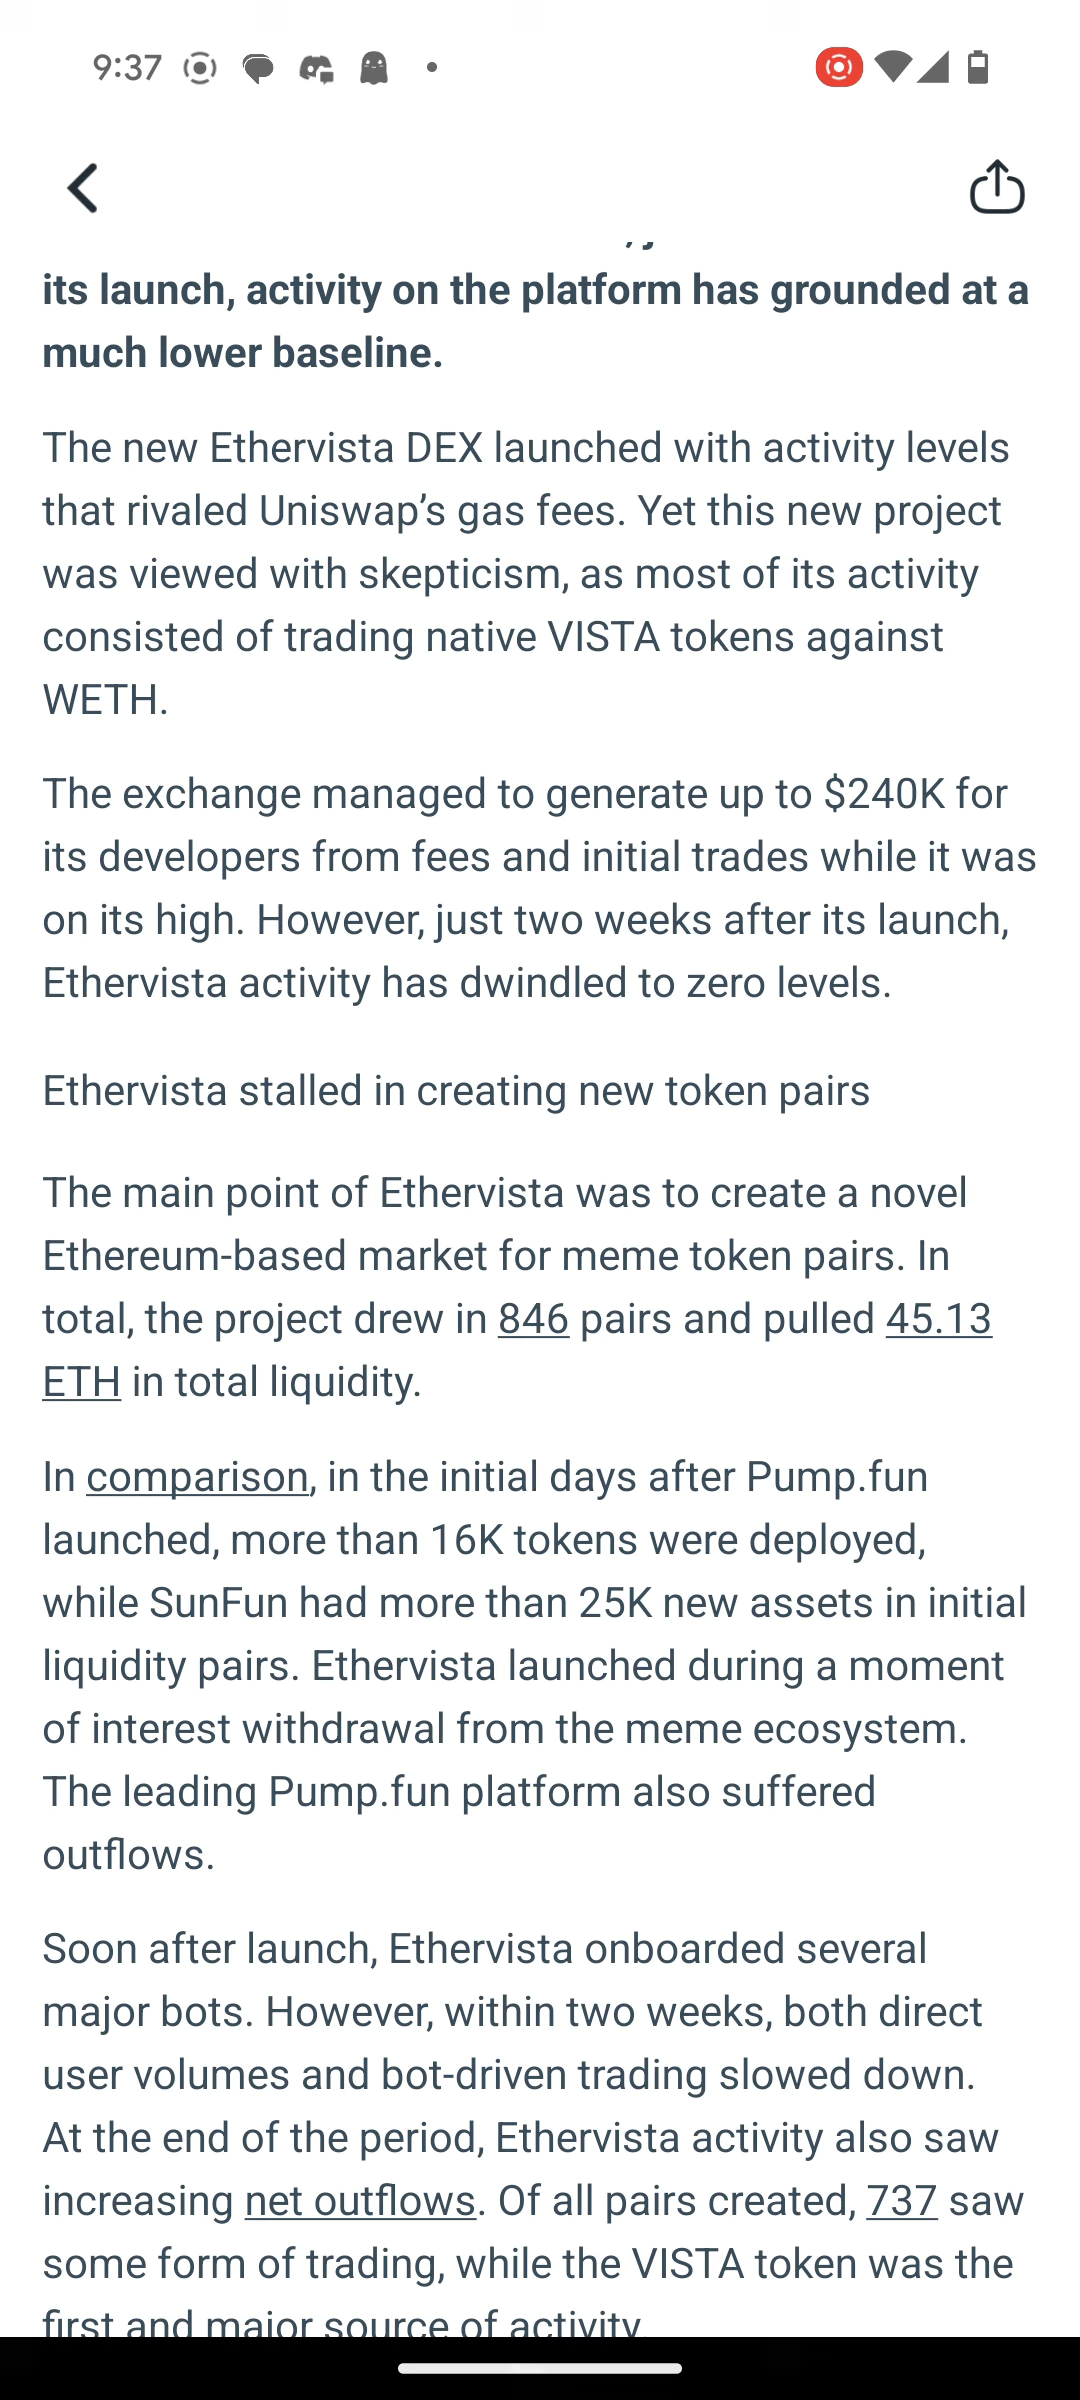 9:37
its launch, activity on the platform has grounded at a
much lower baseline.
The new Ethervista DEX launched with activity levels
that rivaled Uniswap’s gas fees. Yet this new project
was viewed with skepticism, as most of its activity
consisted of trading native VISTA tokens against
WETH.
The exchange managed to generate up to $240K for
its developers from fees and initial trades while it was
on its high. However, just two weeks after its launch,
Ethervista activity has dwindled to zero levels.
Ethervista stalled in creating new token pairs
The main point of Ethervista was to create a novel
Ethereum-based market for meme token pairs. In
total, the project drew in 846 pairs and pulled 45.13
ETH in total liquidity.
In comparison, in the initial days after Pump.fun
launched, more than 16K tokens were deployed,
while SunFun had more than 25K new assets in initial
liquidity pairs. Ethervista launched during a moment
of interest withdrawal from the meme ecosystem.
The leading Pump.fun platform also suffered
outflows.
Soon after launch, Ethervista onboarded several
major bots. However, within two weeks, both direct
user volumes and bot-driven trading slowed down.
At the end of the period, Ethervista activity also saw
increasing net outflows. Of all pairs created, 737 saw
some form of trading, while the VISTA token was the
first and major source of activity.